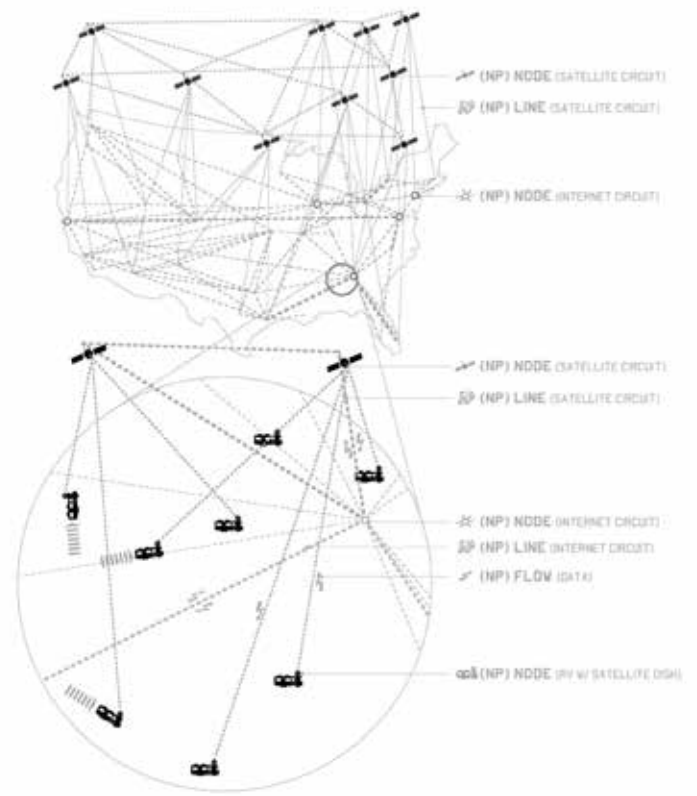 (NP) NODE (SATELLITE CIRCUIT)
(NP) LINE (SATELLITE CIRCUIT)
(NP) NODE (INTERNET CIRCUIT)
(NP) NODE (SATELLITE CIRCUIT)
(NP) LINE (SATELLITE CIRCUIT)
(NP) NODE (INTERNET CIRCUIT)
(NP) LINE (INTERNET CIRCUIT)
(NP) FLOW (DATA)
(NP) NODE (RV W/ SATELLITE DISH)